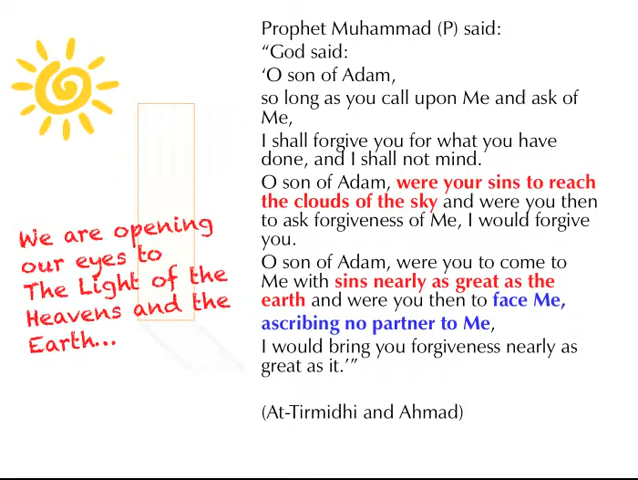 Prophet Muhammad (P) said:
“God said:
‘O son of Adam,
so long as you call upon Me and ask of
Me,
I shall forgive you for what you have
done, and I shall not mind.
O son of Adam, were your sins to reach
the clouds of the sky and were you then
to ask forgiveness of Me, I would forgive
you.
O son of Adam, were you to come to
Me with sins nearly as great as the
earth and were you then to face Me,
ascribing no partner to Me,
I would bring you forgiveness nearly as
great as it.’”
(At-Tirmidhi and Ahmad)
We are opening
our eyes to
The Light of the
Heavens and the
Earth...